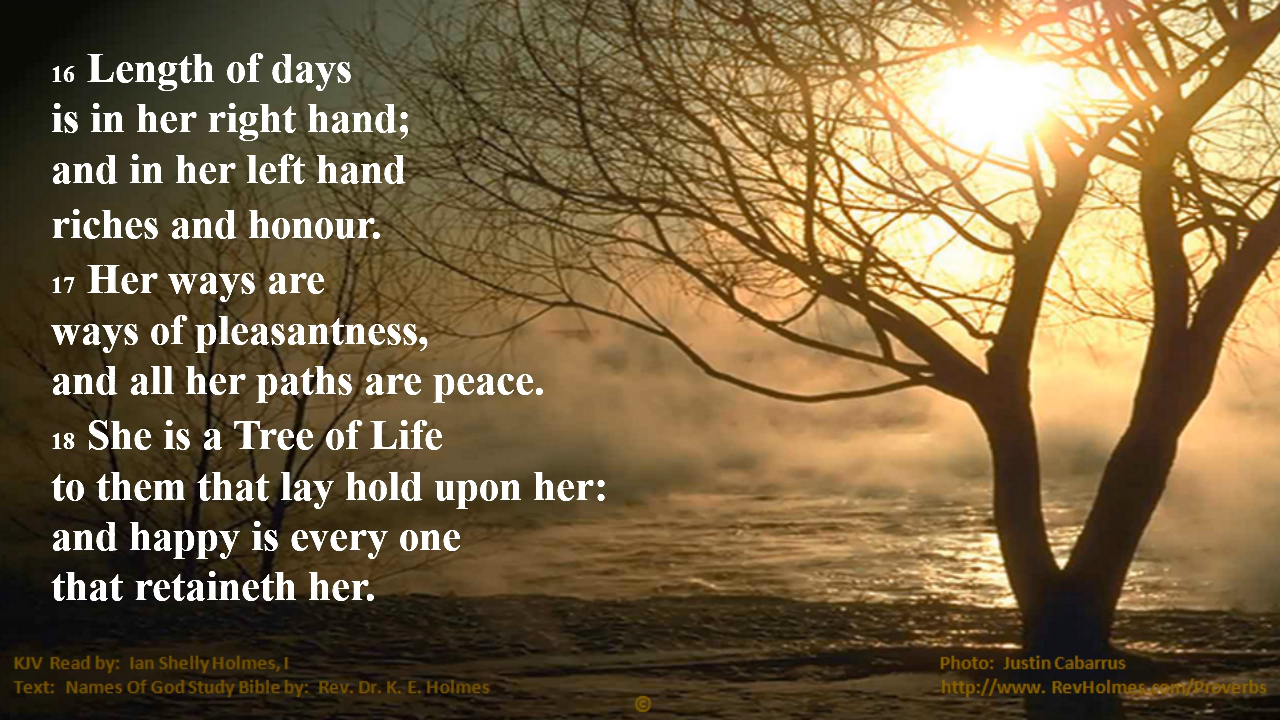 16 Length of days
is in her right hand;
and in her left hand
riches and honour.
17 Her ways are
ways of pleasantness,
and all her paths are peace.
18 She is a Tree of Life
to them that lay hold upon her:
and happy is every one
that retaineth her.
KJV Read by: Ian Shelly Holmes, I
Text: Names Of God Study Bible by: Rev. Dr. K. E. Holmes
©
Photo: Justin Cabarrus
http://www. RevHolmes.com/Proverbs